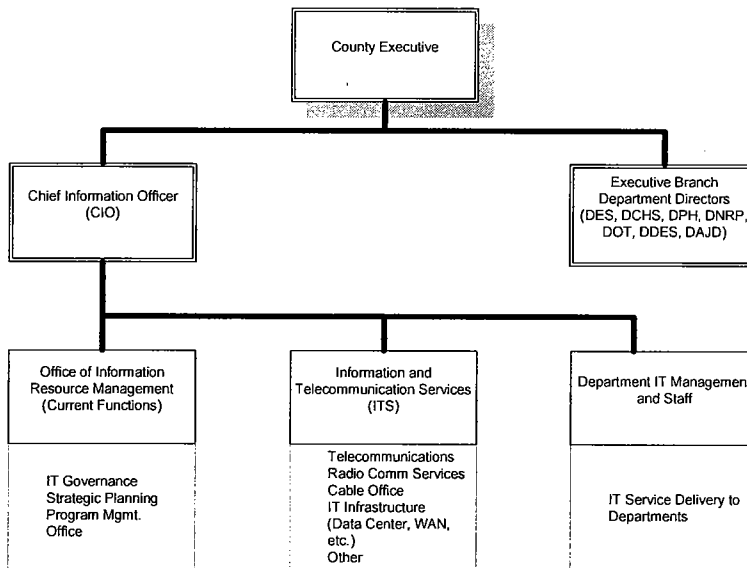 County Executive
Chief Information Officer
(CIO)
Executive Branch
Department Directors
(DES, DCHS, DPH, DNRP,
DOT, DDES, DAJD)
Office of Information
Resource Management
(Current Functions)
Information and
Telecommunication Services
(ITS)
Department IT Management
and Staff
IT Governance
Strategic Planning
Program Mgmt.
Office
Telecommunications
Radio Comm Services
Cable Office
IT Infrastructure
(Data Center, WAN,
etc.)
Other
IT Service Delivery to
Departments